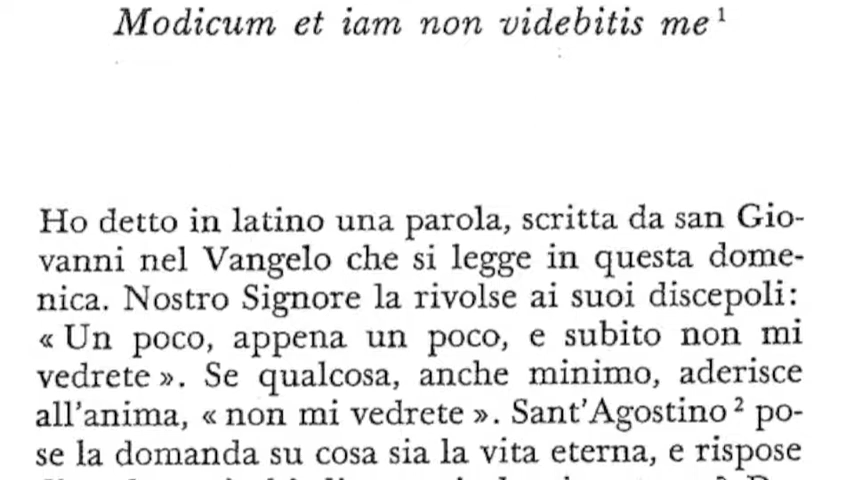 Modicum et iam non videbitis me¹
Ho detto in latino una parola, scritta da san Gio-
vanni nel Vangelo che si legge in questa dome-
nica. Nostro Signore la rivolse ai suoi discepoli:
« Un poco, appena un poco, e subito non mi
vedrete ». Se qualcosa, anche minimo, aderisce
all'anima, « non mi vedrete ». Sant'Agostino² po-
se la domanda su cosa sia la vita eterna, e rispose